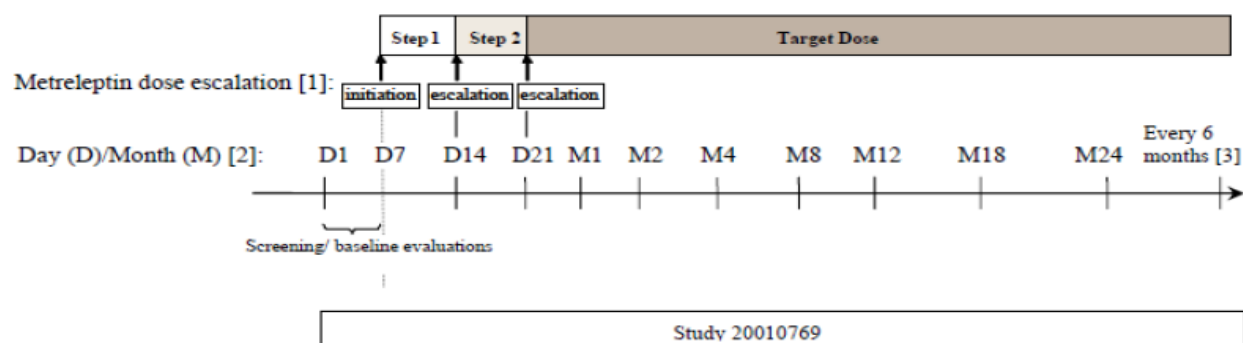 Step 1 Step 2 Target Dose
Metreleptin dose escalation [1]:
initiation escalation escalation
Day (D)/Month (M) [2]: D1 D7 D14 D21 M1 M2 M4 M8 M12 M18 M24 Every 6
months [3]
Screening/ baseline evaluations
Study 20010769